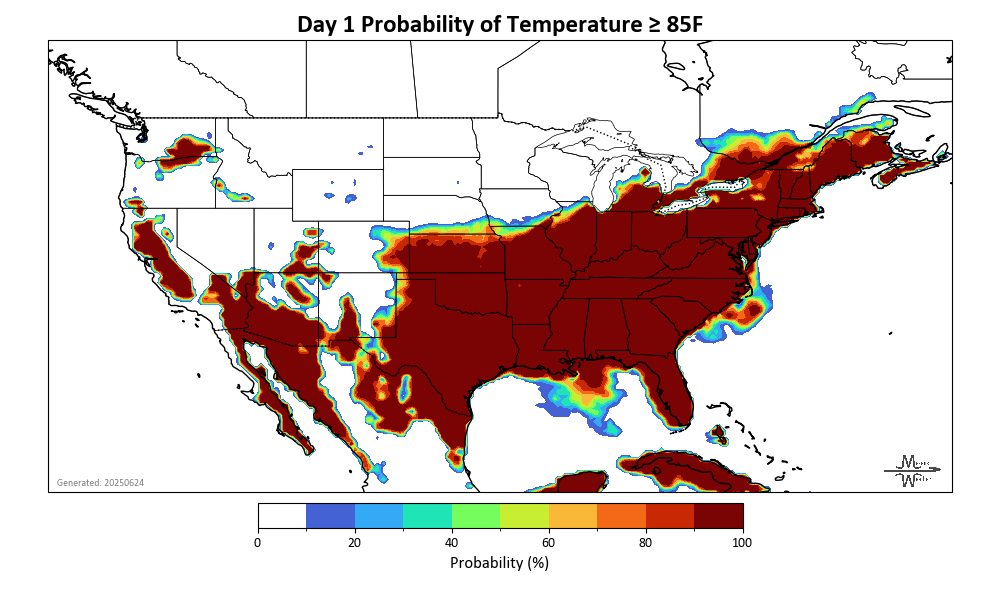 Day 1 Probability of Temperature ≥ 85F
Generated: 20250624
0 20 40 60 80 100
Probability (%)